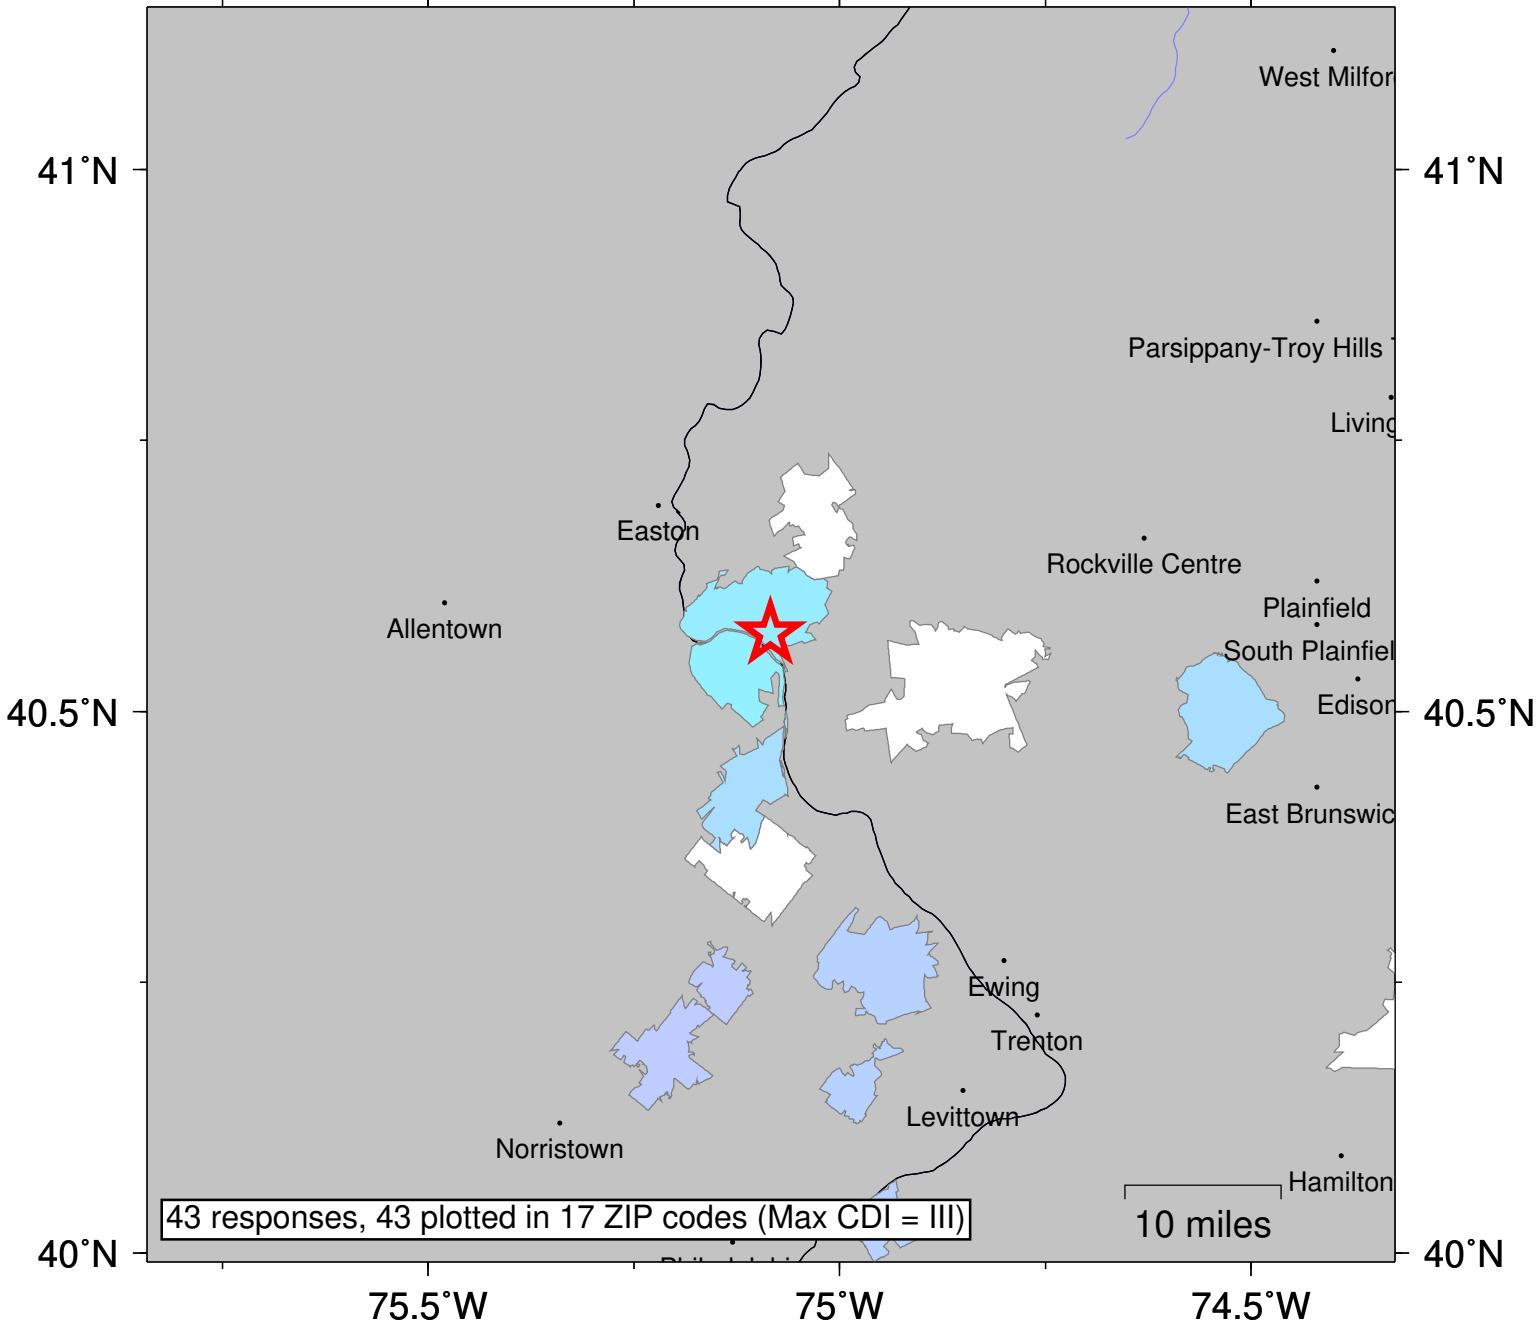 West Milfor
41°N
41°N
Parsippany-Troy Hills
Living
Easton
Rockville Centre
Plainfield
Allentown
South Plainfiel
40.5°N
Edison
40.5°N
East Brunswic
Ewing
Trenton
Levittown
Norristown
Hamilton
43 responses, 43 plotted in 17 ZIP codes (Max CDI = III)
10 miles
40°N
40°N
75.5°W
75°W
74.5°W